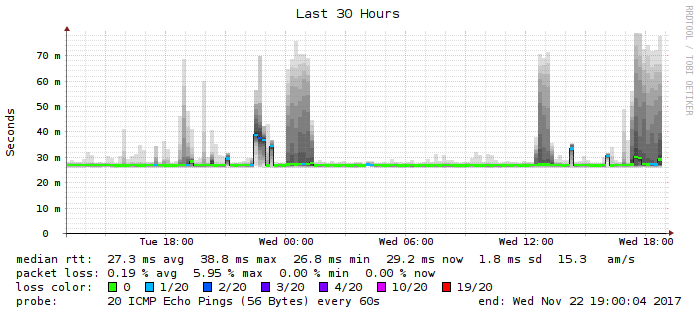 Last 30 Hours
RRDTOOL / TOBI OETIKER
Seconds
70 m
60 m
50 m
40 m
30 m
20 m
10 m
0
Tue 18:00 Wed 00:00 Wed 06:00 Wed 12:00 Wed 18:00
median rtt: 27.3 ms avg 38.8 ms max 26.8 ms min 29.2 ms now 1.8 ms sd 15.3 am/s
packet loss: 0.19 % avg 5.95 % max 0.00 % min 0.00 % now
loss color: 0 1/20 2/20 3/20 4/20 10/20 19/20
probe: 20 ICMP Echo Pings (56 Bytes) every 60s end: Wed Nov 22 19:00:04 2017